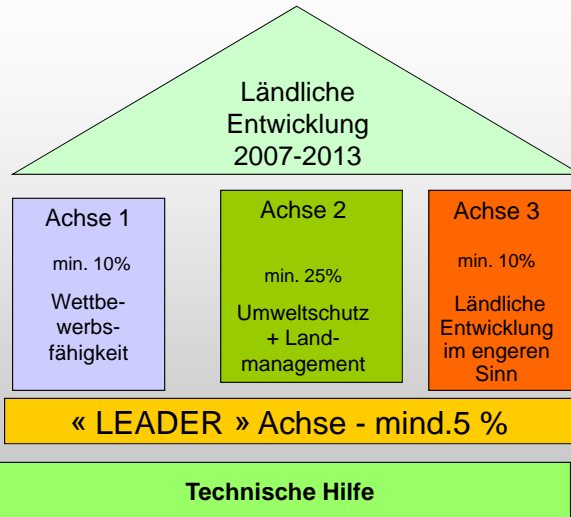 Ländliche
Entwicklung
2007-2013
Achse 1
min. 10%
Wettbe-
werbs-
fähigkeit
Achse 2
min. 25%
Umweltschutz
+ Land-
management
Achse 3
min. 10%
Ländliche
Entwicklung
im engeren
Sinn
« LEADER » Achse - mind.5 %
Technische Hilfe